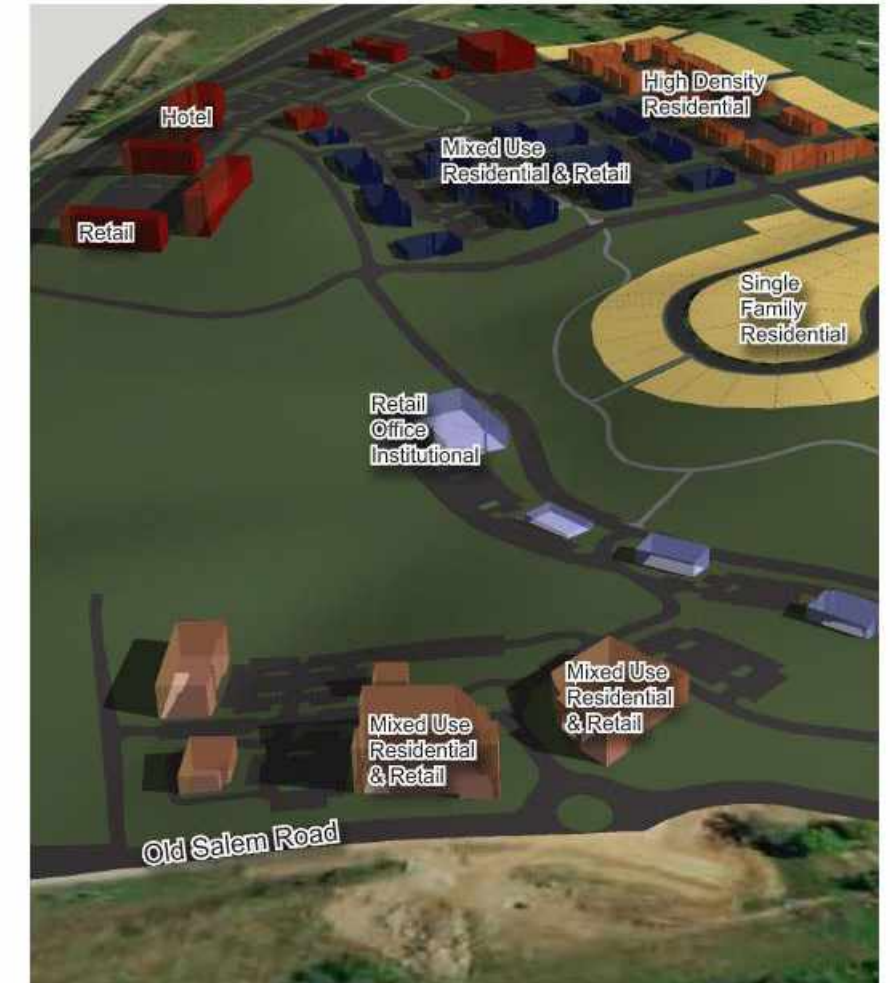 Hotel
High Density
Residential
Mixed Use
Residential & Retail
Retail
Single
Family
Residential
Retail
Office
Institutional
Mixed Use
Residential
& Retail
Mixed Use
Residential
& Retail
Old Salem Road